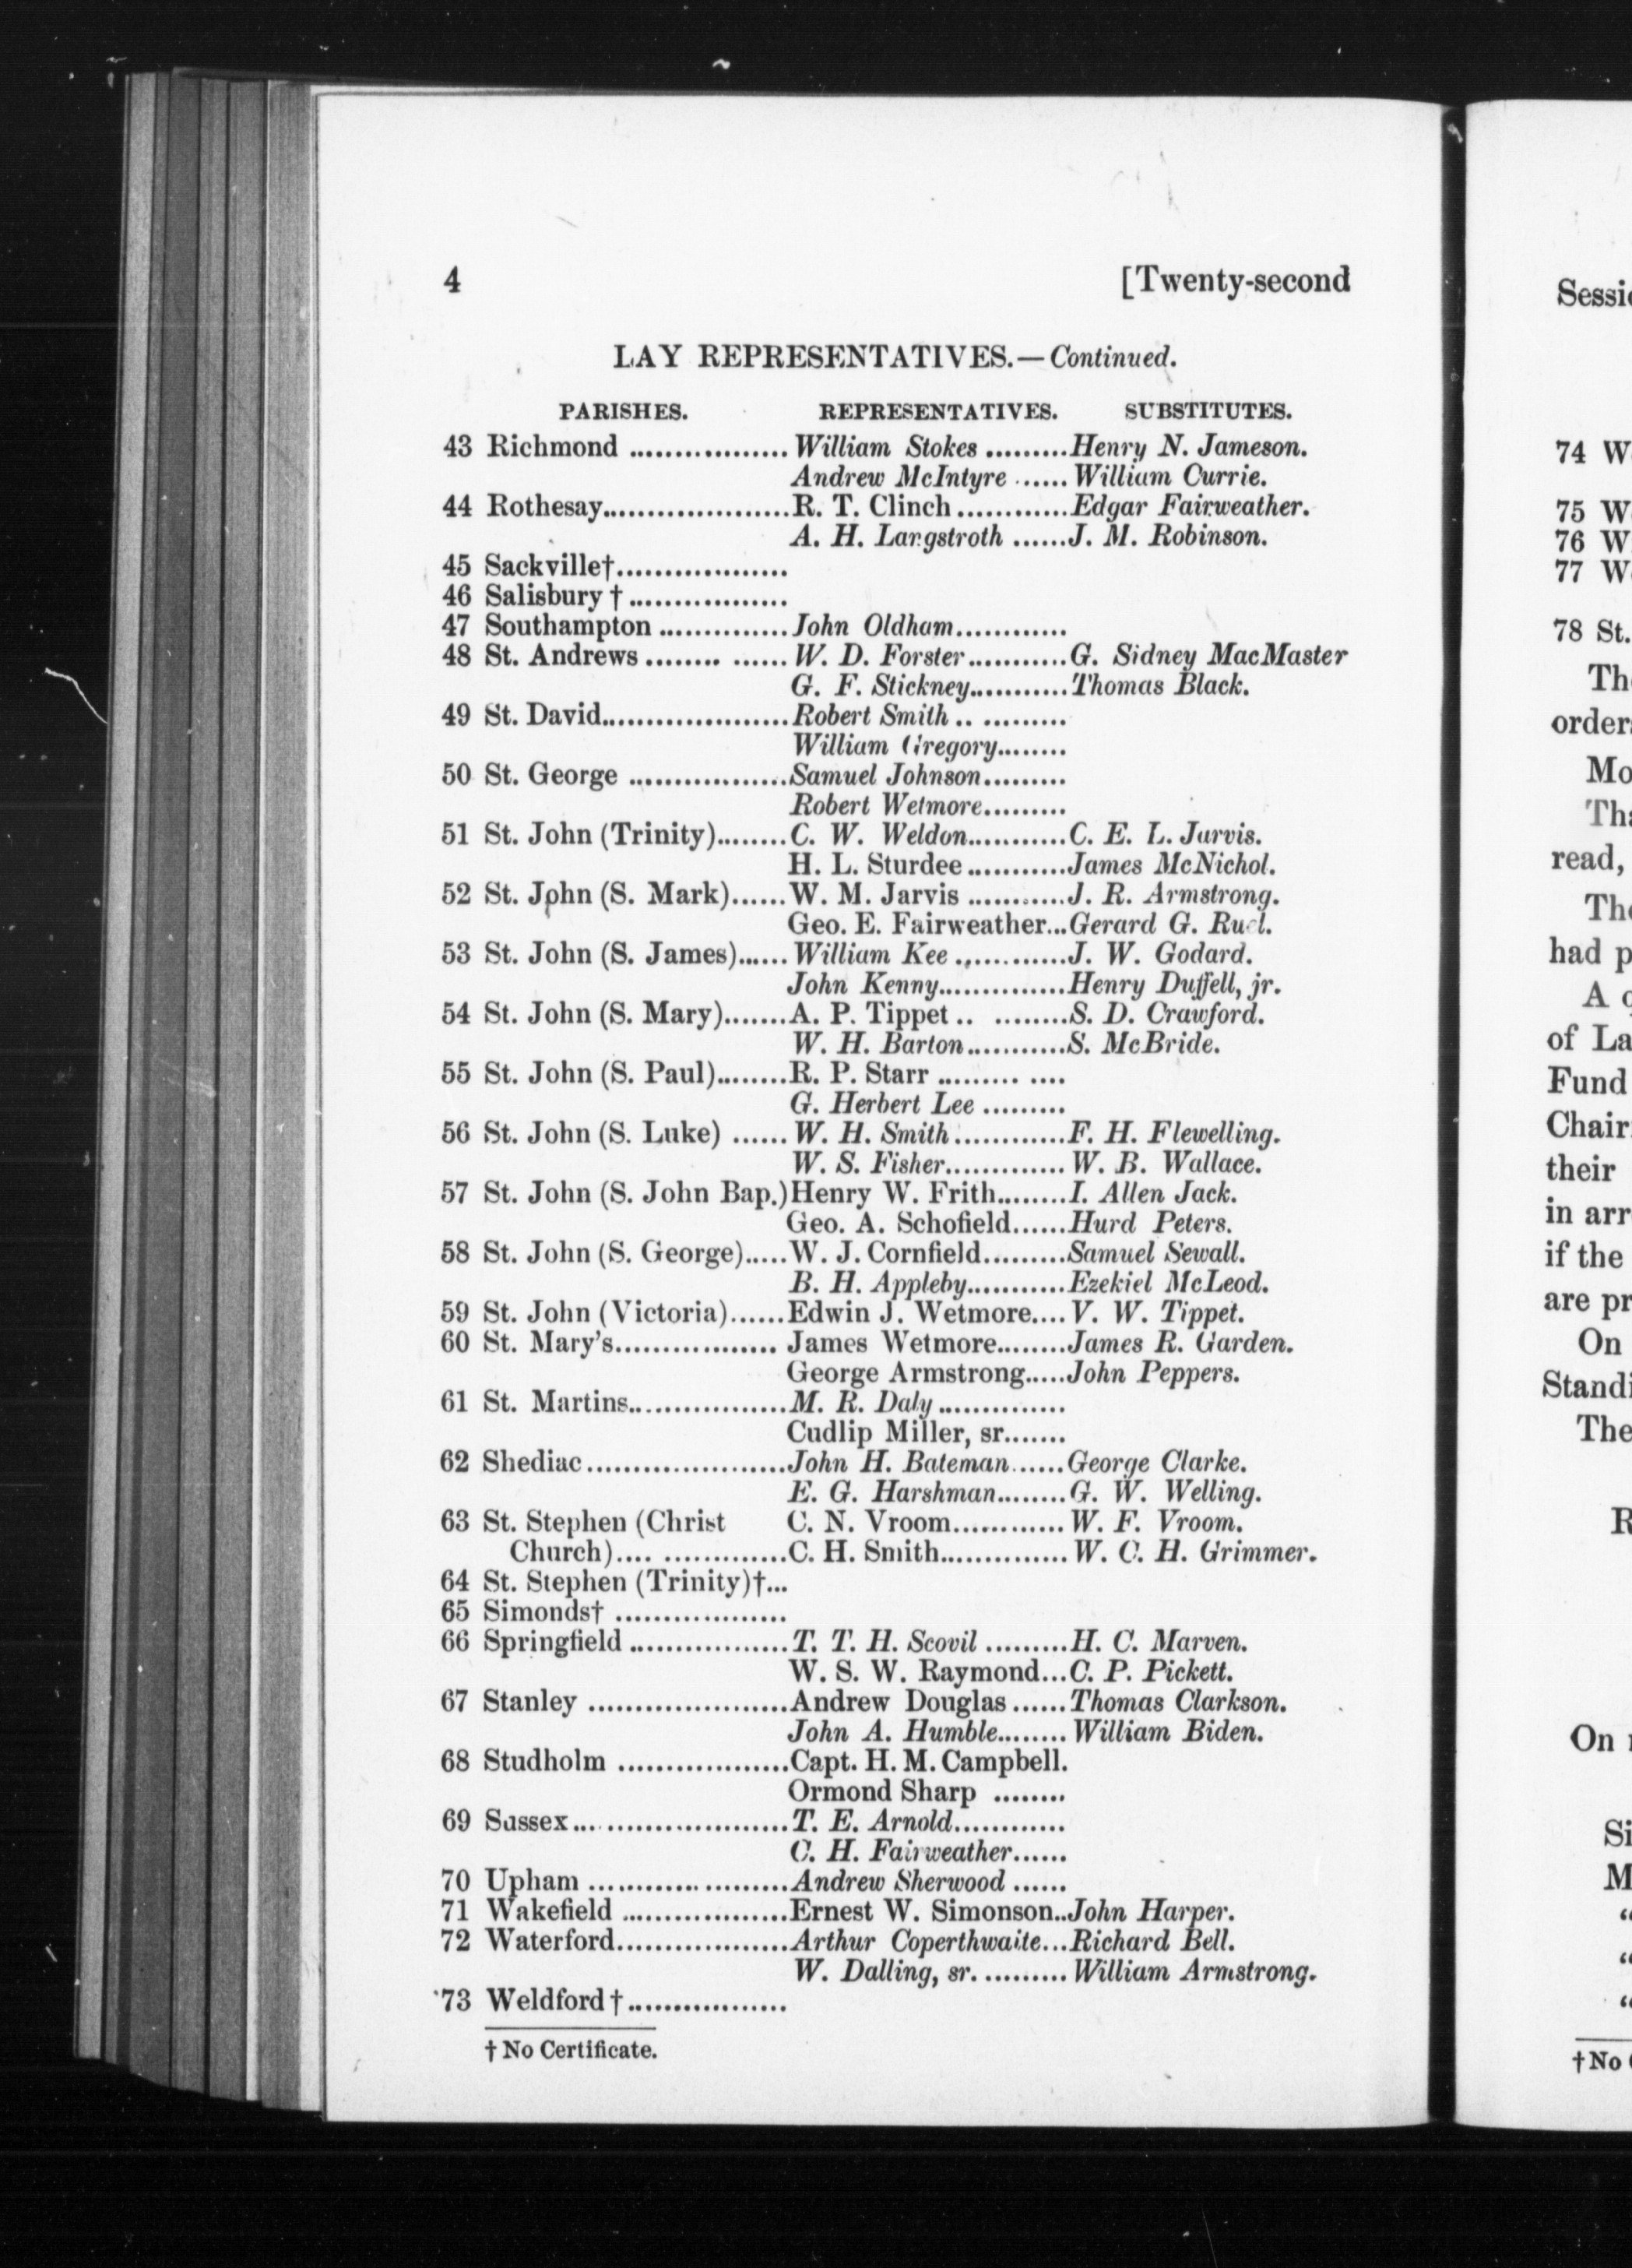 4 [Twenty-second
LAY REPRESENTATIVES.—Continued.
PARISHES. REPRESENTATIVES. SUBSTITUTES.
43 Richmond ................. William Stokes ......... Henry N. Jameson.
Andrew McIntyre ...... William Currie.
44 Rothesay.................... R. T. Clinch ............ Edgar Fairweather.
A. H. Largstroth ...... J. M. Robinson.
45 Sackville†...................
46 Salisbury † .................
47 Southampton .............. John Oldham............
48 St. Andrews ........ ...... W. D. Forster........... G. Sidney MacMaster
G. F. Stickney........... Thomas Black.
49 St. David.................... Robert Smith .. .........
William Gregory........
50 St. George ................. Samuel Johnson.........
Robert Wetmore.........
51 St. John (Trinity)........ C. W. Weldon........... C. E. L. Jarvis.
H. L. Sturdee ........... James McNichol.
52 St. John (S. Mark)...... W. M. Jarvis ........... J. R. Armstrong.
Geo. E. Fairweather... Gerard G. Ruel.
53 St. John (S. James)...... William Kee ............ J. W. Godard.
John Kenny.............. Henry Duffell, jr.
54 St. John (S. Mary)....... A. P. Tippet .. ......... S. D. Crawford.
W. H. Barton........... S. McBride.
55 St. John (S. Paul)........ R. P. Starr ......... ....
G. Herbert Lee .........
56 St. John (S. Luke) ...... W. H. Smith............ F. H. Flewelling.
W. S. Fisher............. W. B. Wallace.
57 St. John (S. John Bap.) Henry W. Frith........ I. Allen Jack.
Geo. A. Schofield...... Hurd Peters.
58 St. John (S. George)..... W. J. Cornfield......... Samuel Sewall.
B. H. Appleby........... Ezekiel McLeod.
59 St. John (Victoria)...... Edwin J. Wetmore.... V. W. Tippet.
60 St. Mary's................. James Wetmore........ James R. Garden.
George Armstrong..... John Peppers.
61 St. Martins................. M. R. Daly ..............
Cudlip Miller, sr.......
62 Shediac ...................... John H. Bateman...... George Clarke.
E. G. Harshman........ G. W. Welling.
63 St. Stephen (Christ C. N. Vroom............ W. F. Vroom.
Church).... ............. C. H. Smith.............. W. C. H. Grimmer.
64 St. Stephen (Trinity)†...
65 Simonds† ..................
66 Springfield ................. T. T. H. Scovil ......... H. C. Marven.
W. S. W. Raymond... C. P. Pickett.
67 Stanley ...................... Andrew Douglas ...... Thomas Clarkson.
John A. Humble........ William Biden.
68 Studholm ................... Capt. H. M. Campbell.
Ormond Sharp ........
69 Sussex... .................... T. E. Arnold............
C. H. Fairweather......
70 Upham ...................... Andrew Sherwood ......
71 Wakefield .................. Ernest W. Simonson.. John Harper.
72 Waterford................... Arthur Coperthwaite... Richard Bell.
W. Dalling, sr. ......... William Armstrong.
73 Weldford † .................
† No Certificate.
74
75
76
77
78 St.
read,
had p
A
of La
Fund
their
in arr
if the
are pr
On
The
On
† No